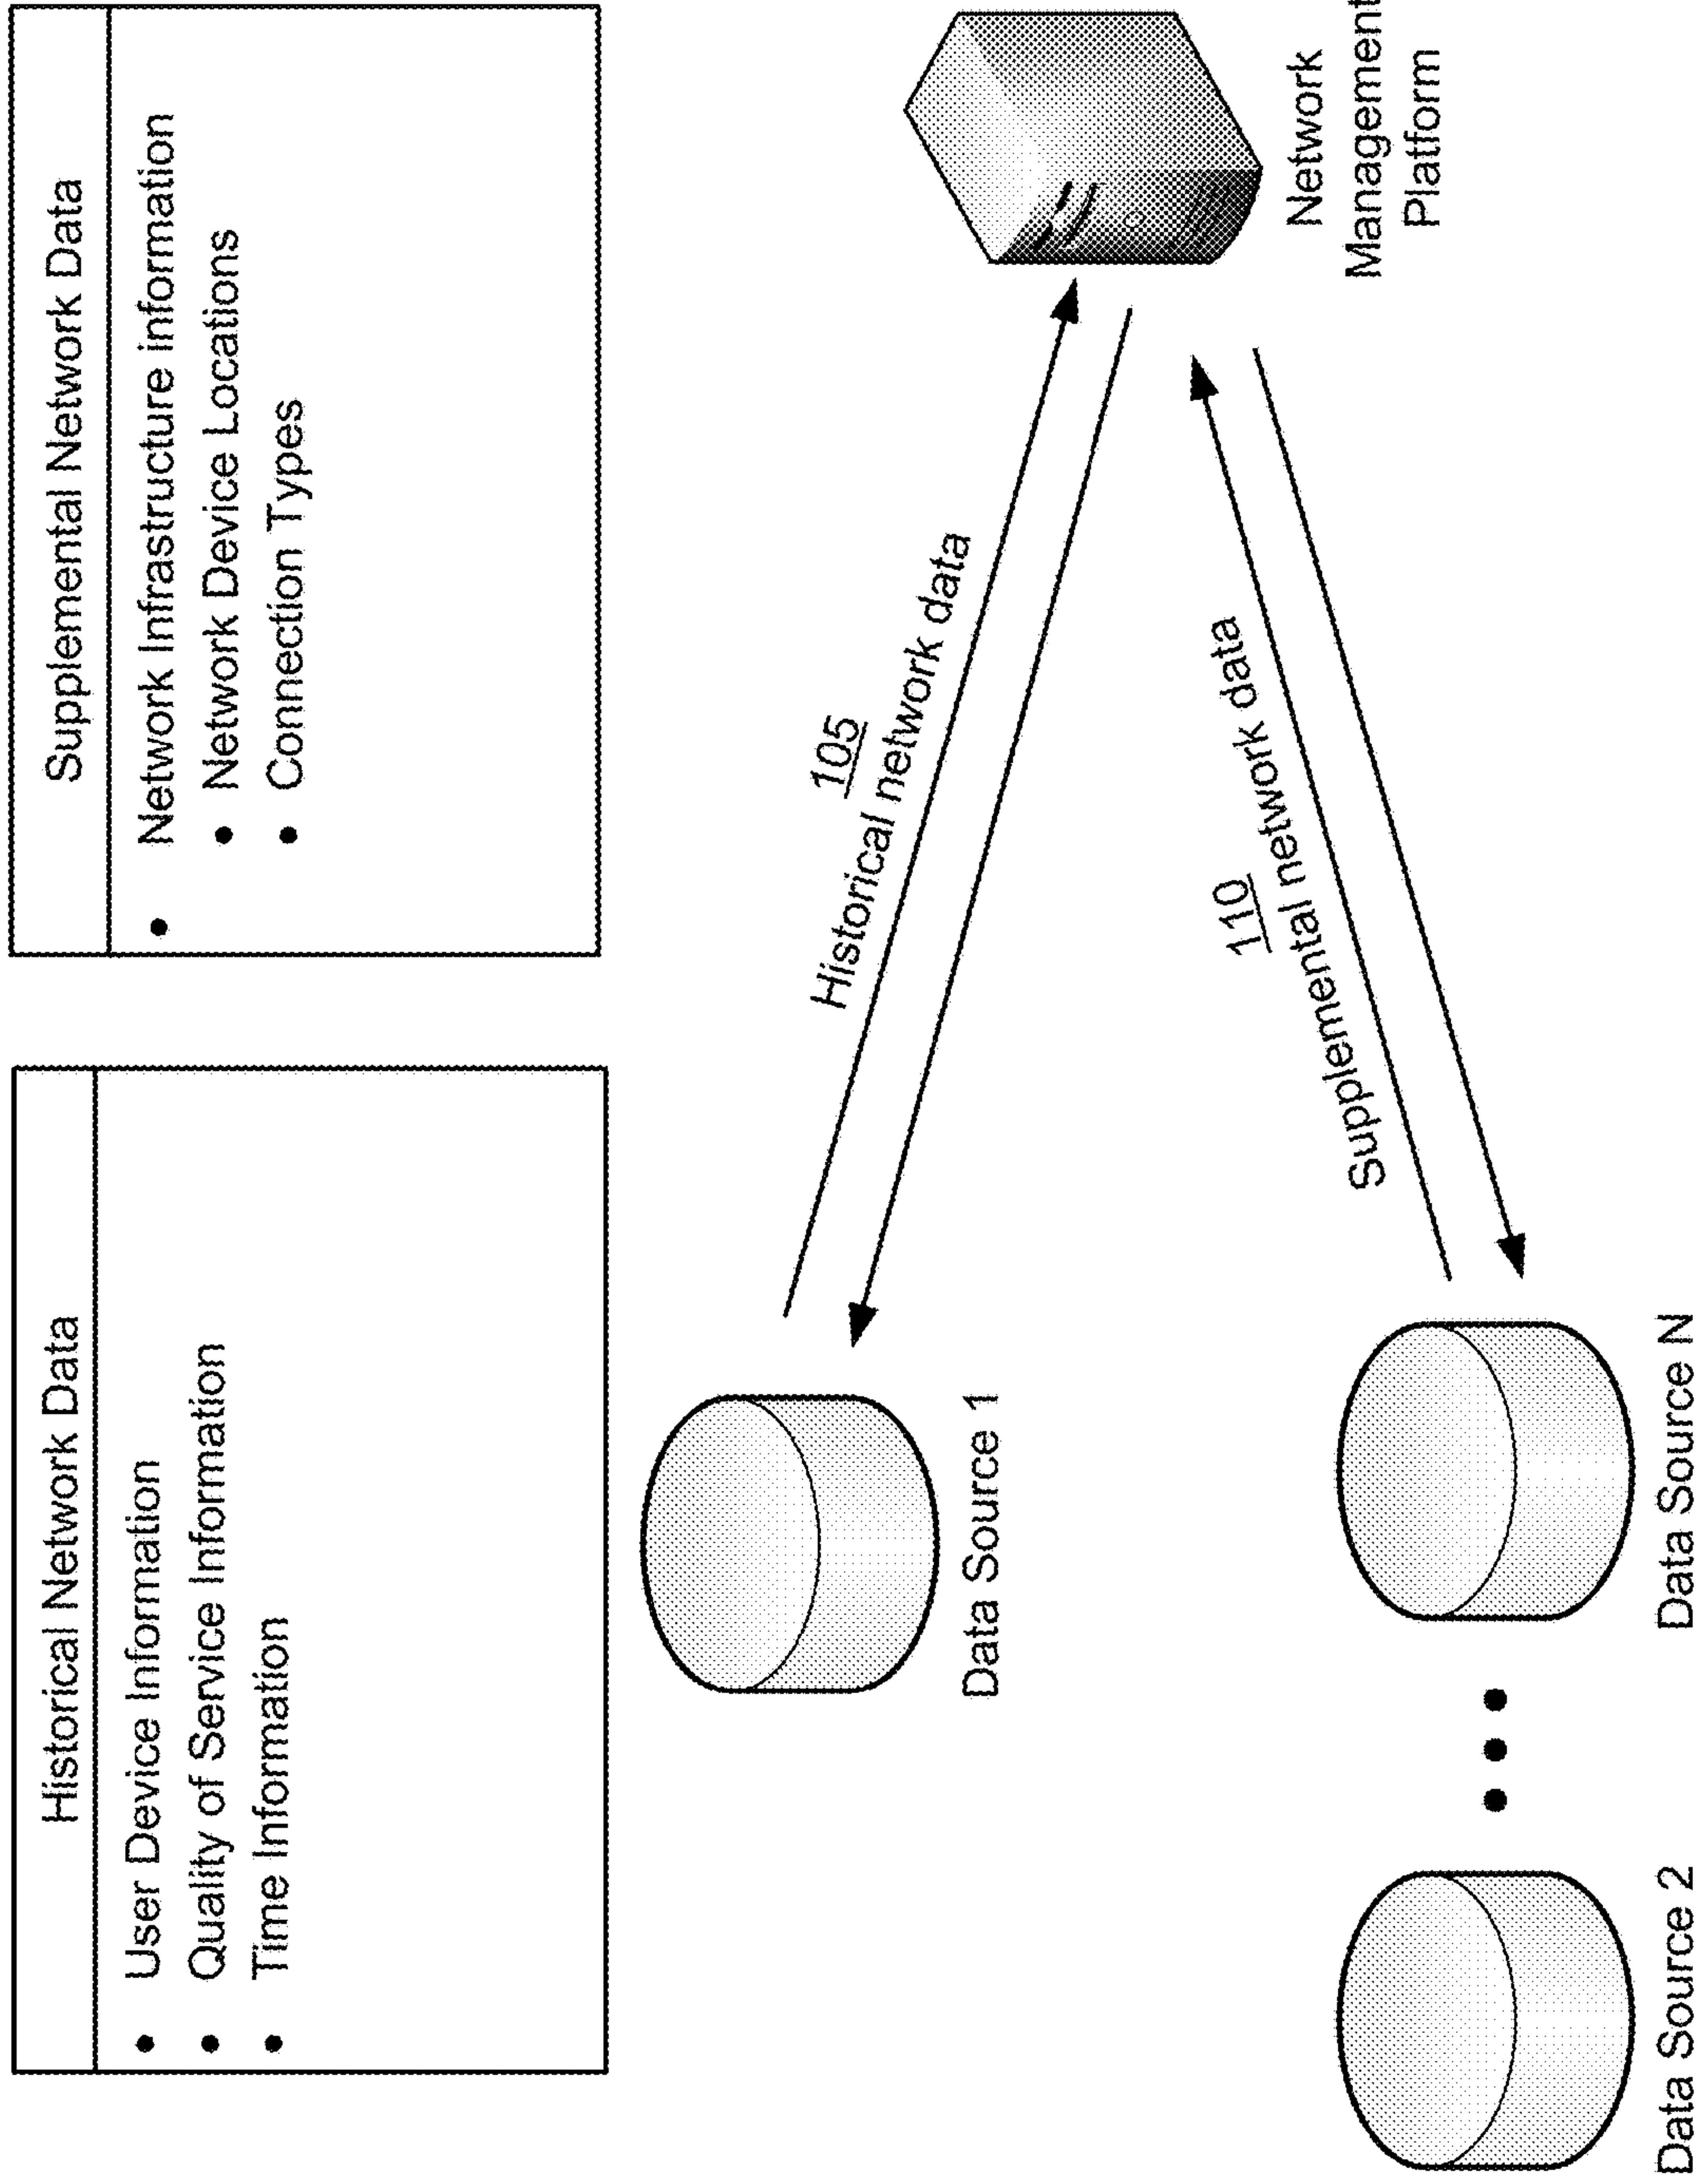 Historical Network Data
• User Device Information
• Quality of Service Information
• Time Information
Supplemental Network Data
• Network Infrastructure information
• Network Device Locations
• Connection Types
105
Historical network data
Data Source 1
110
Supplemental network data
Network
Management
Platform
Data Source 2
Data Source N